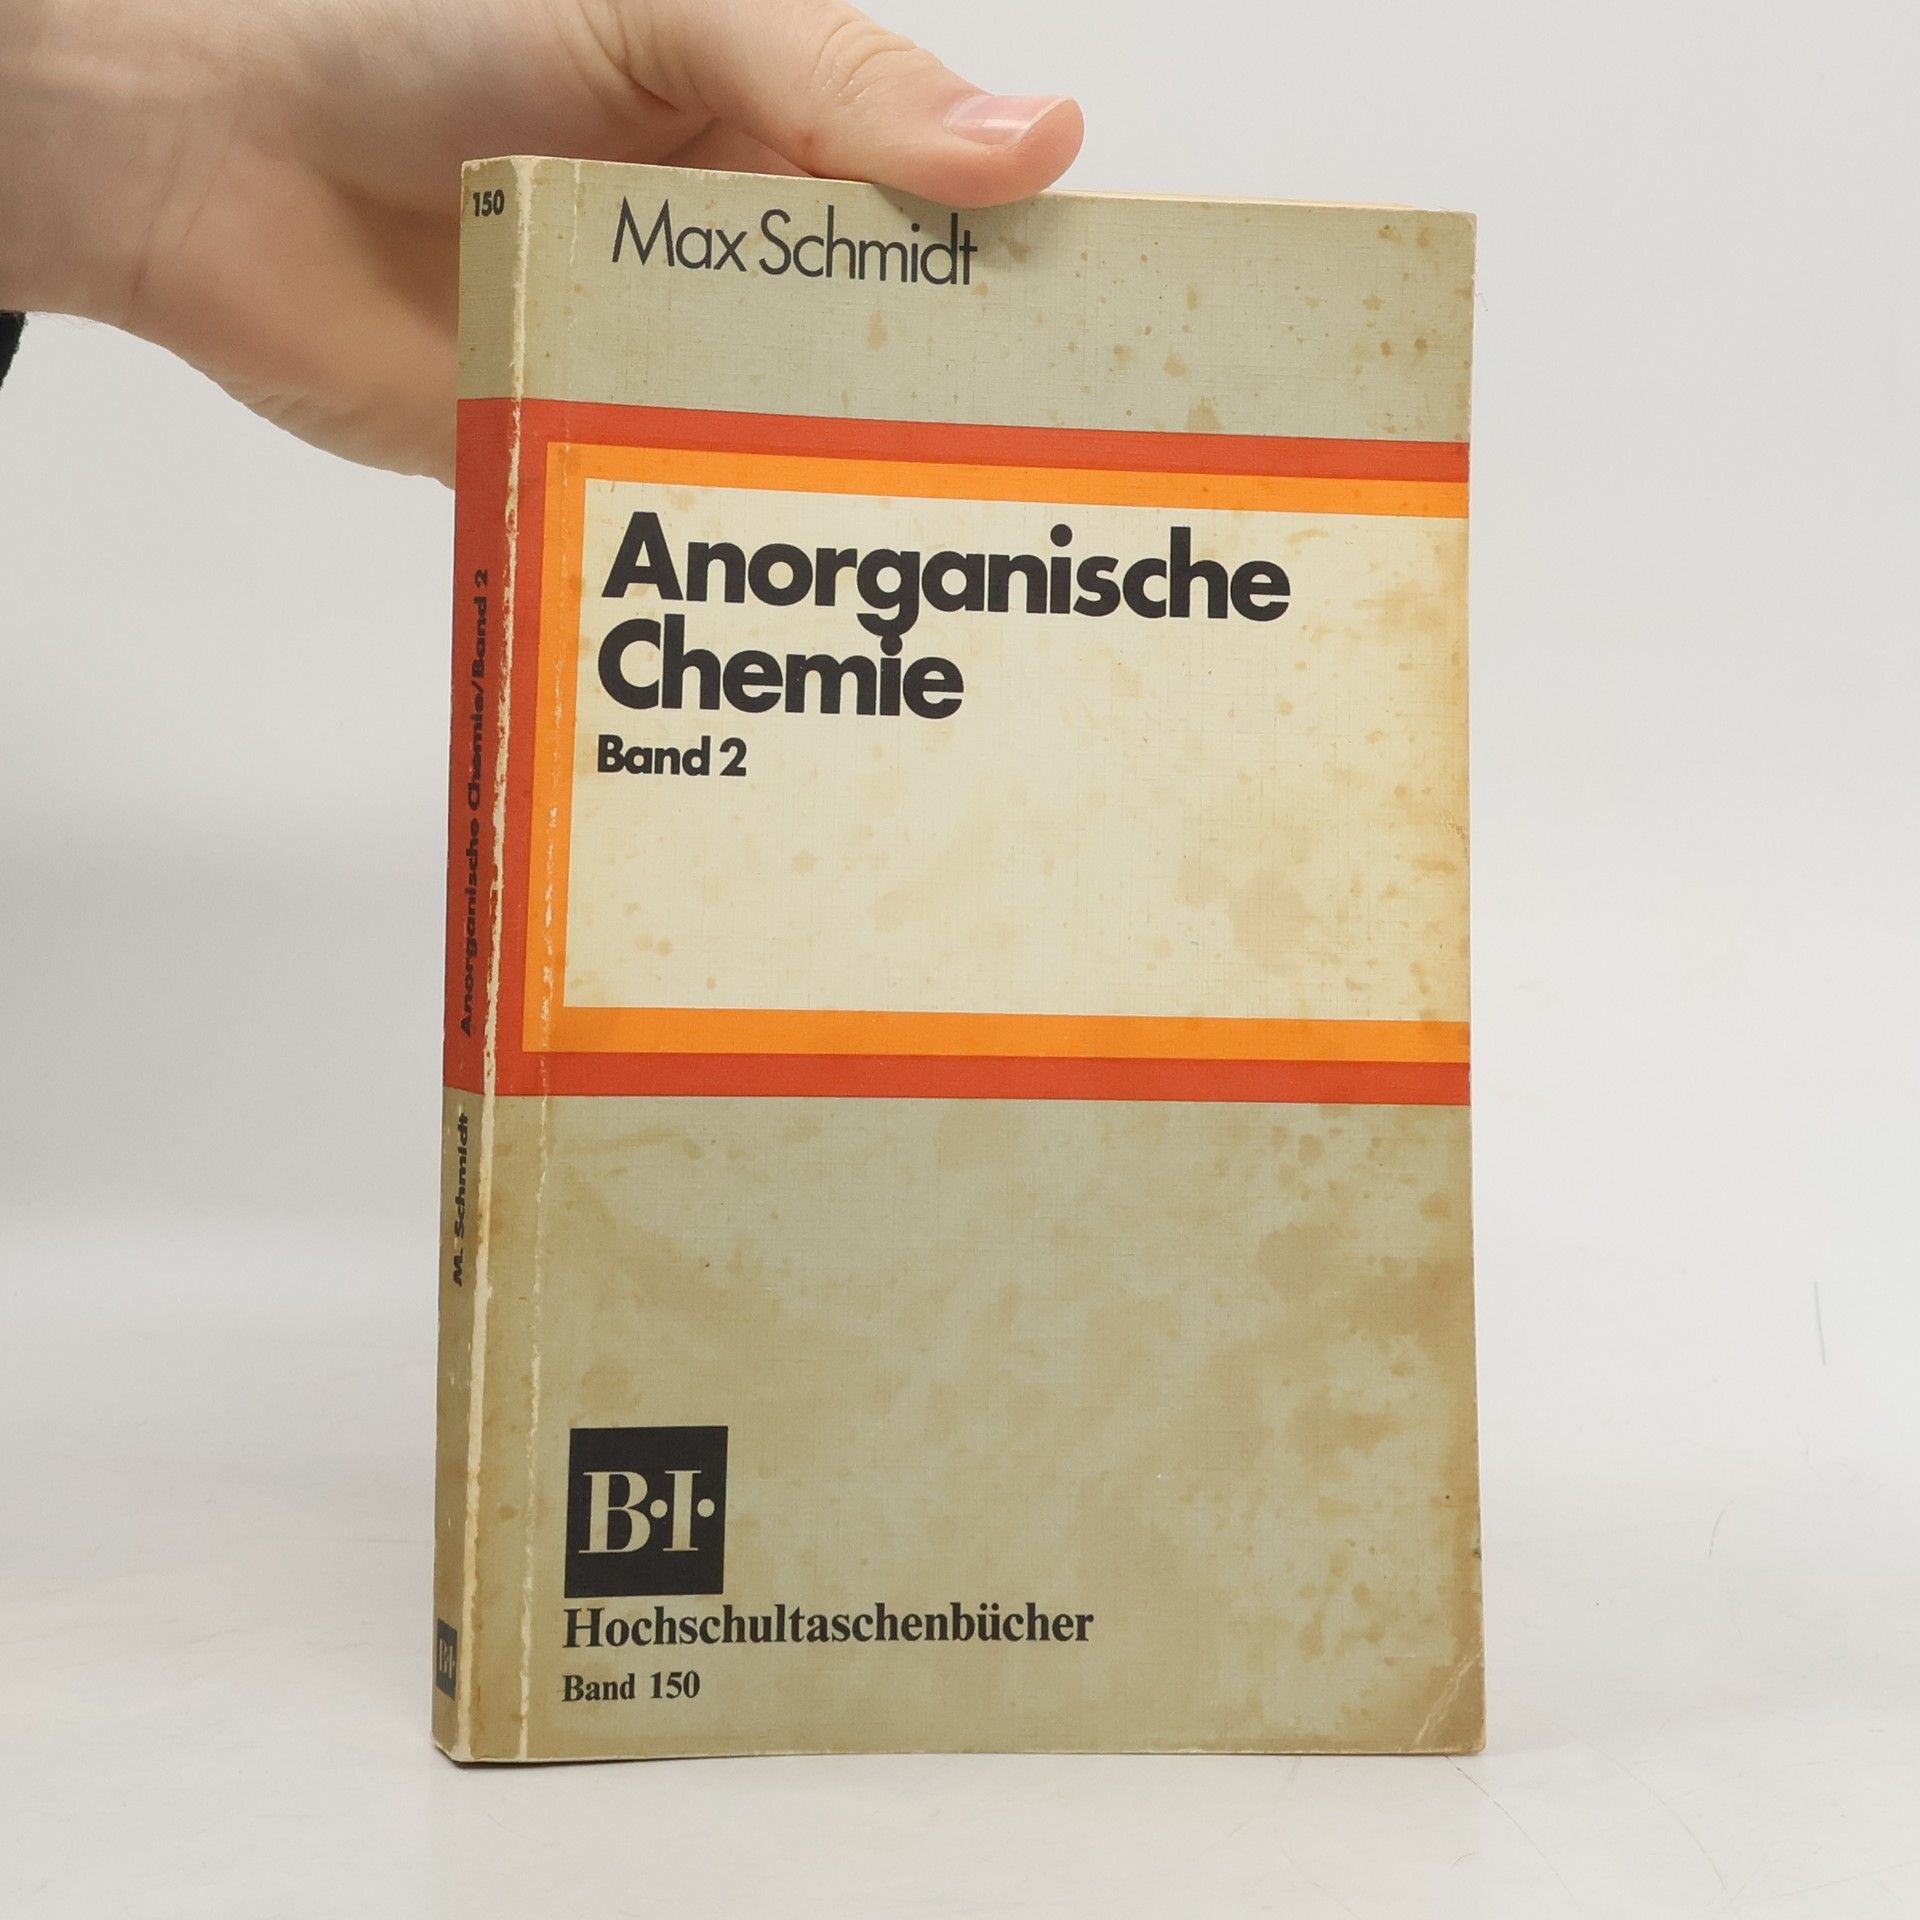 150
Max Schmidt
Anorganische
Chemie
Band 2
Anorganische Chemie/Band 2
M. Schmidt
B·I·
Hochschultaschenbücher
Band 150
B·I·